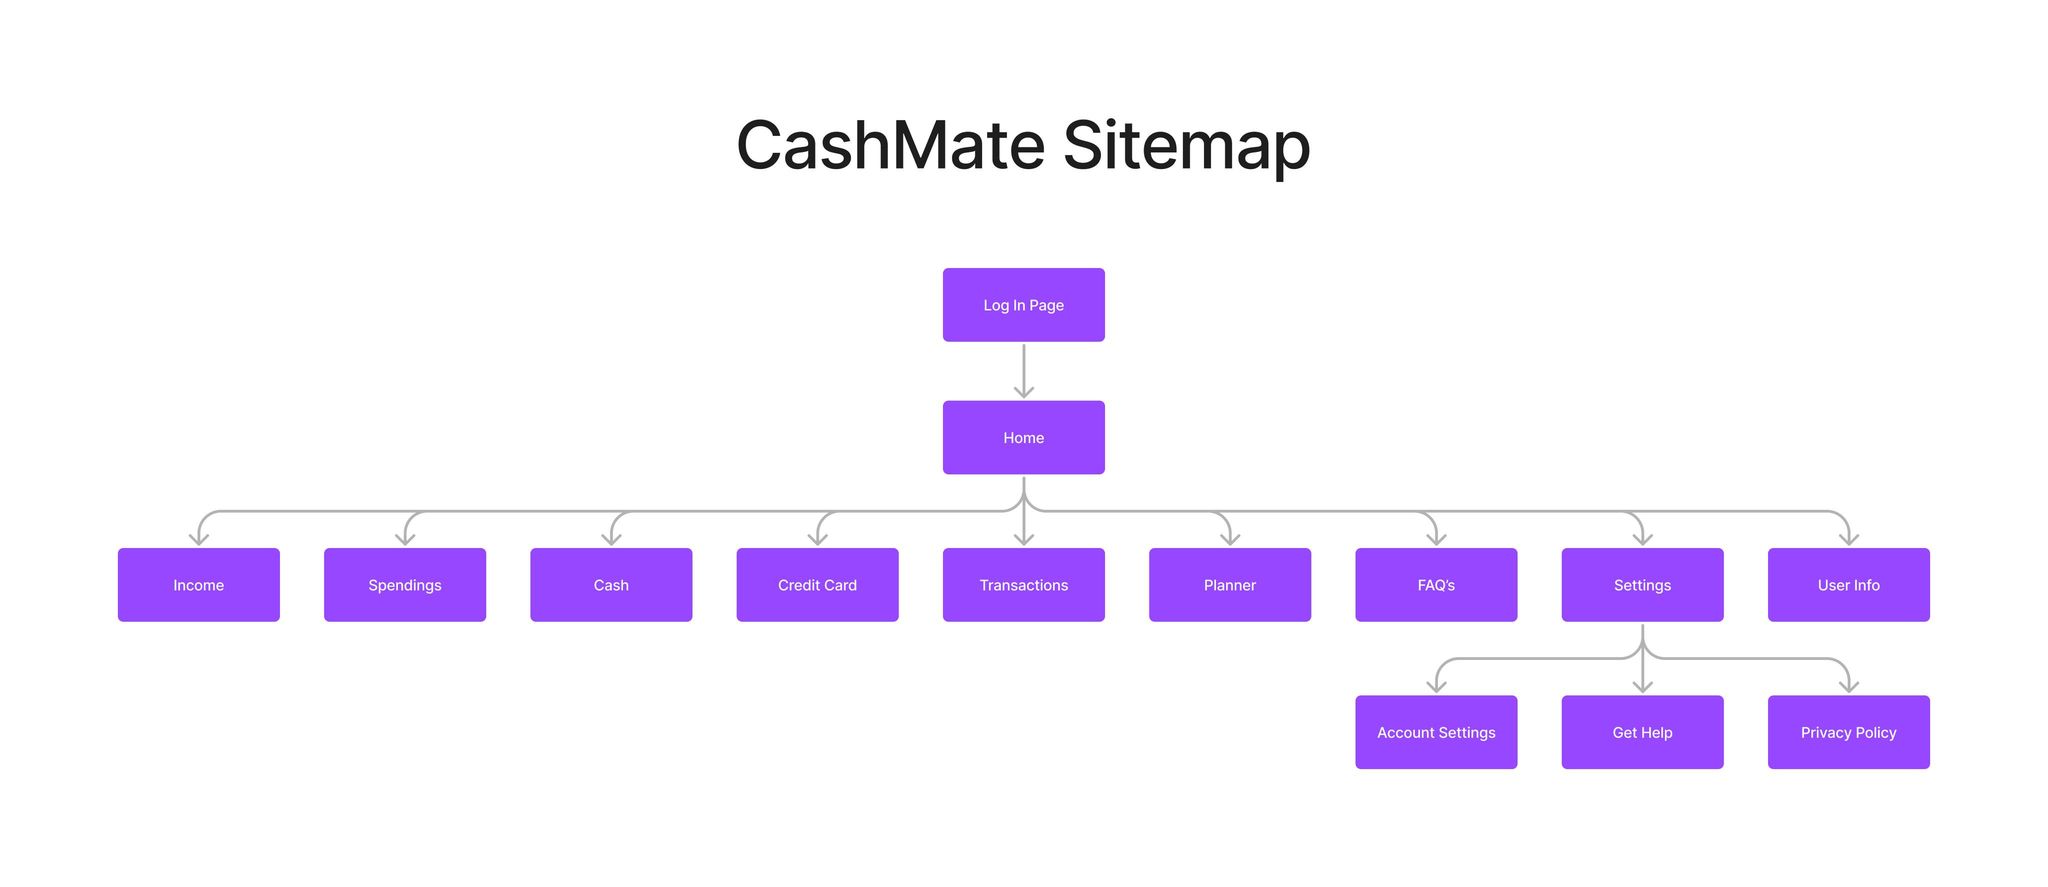 CashMate Sitemap
Log In Page
Home
Income
Spendings
Cash
Credit Card
Transactions
Planner
FAQ’s
Settings
User Info
Account Settings
Get Help
Privacy Policy